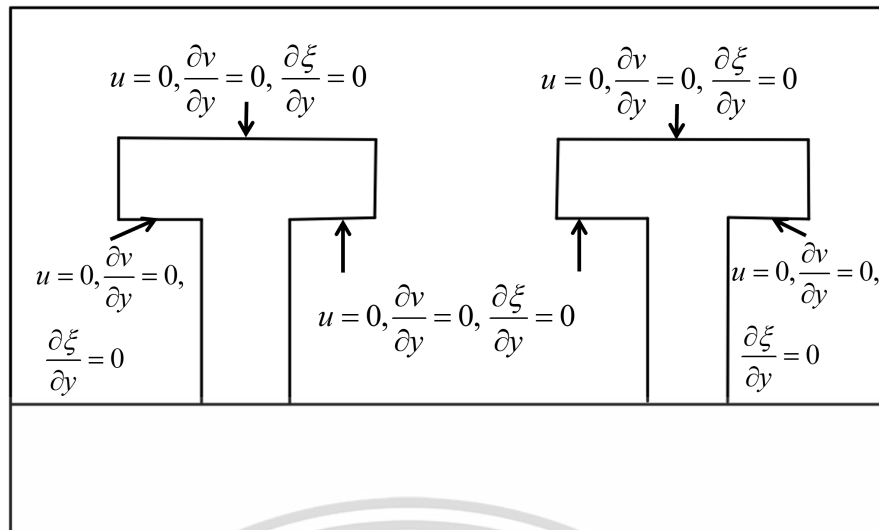 u = 0, ∂v/∂y = 0, ∂ξ/∂y = 0
u = 0, ∂v/∂y = 0, ∂ξ/∂y = 0
u = 0, ∂v/∂y = 0,
∂ξ/∂y = 0
u = 0, ∂v/∂y = 0, ∂ξ/∂y = 0
u = 0, ∂v/∂y = 0,
∂ξ/∂y = 0